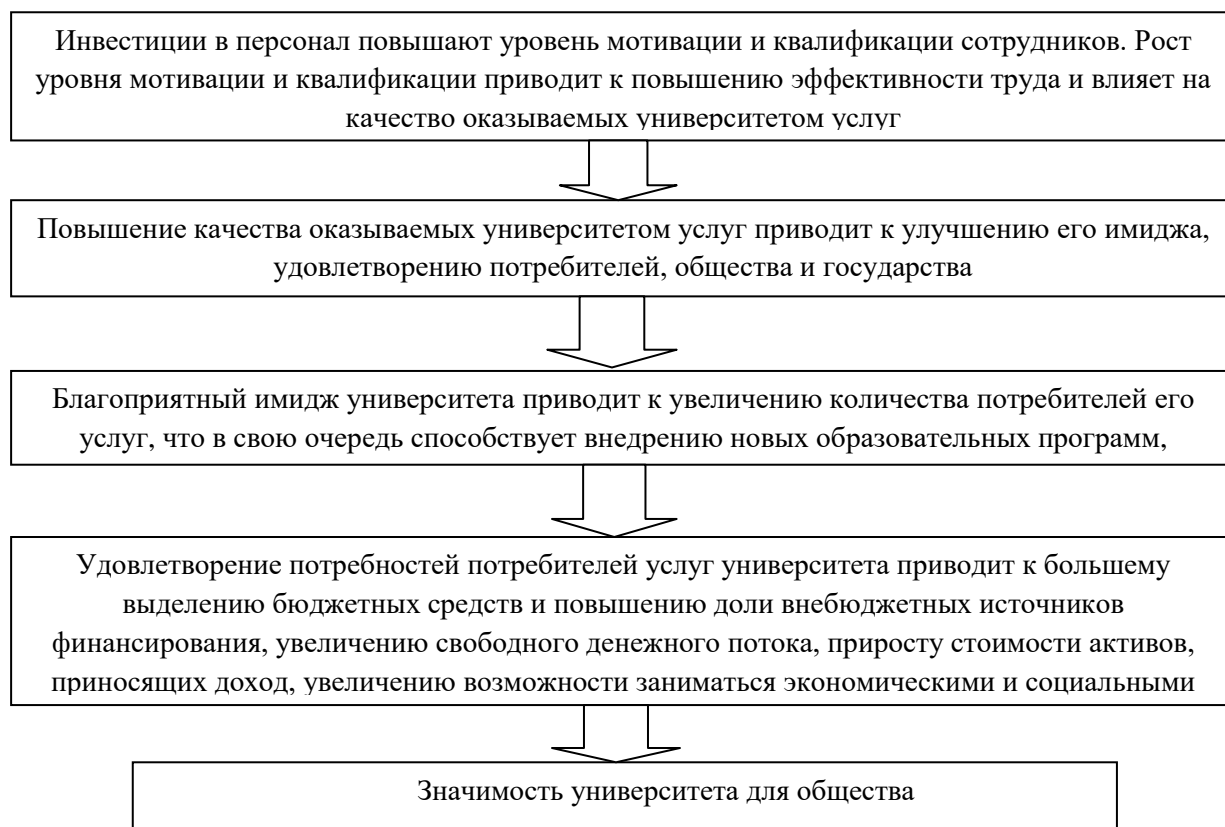 Инвестиции в персонал повышают уровень мотивации и квалификации сотрудников. Рост
уровня мотивации и квалификации приводит к повышению эффективности труда и влияет на
качество оказываемых университетом услуг
Повышение качества оказываемых университетом услуг приводит к улучшению его имиджа,
удовлетворению потребителей, общества и государства
Благоприятный имидж университета приводит к увеличению количества потребителей его
услуг, что в свою очередь способствует внедрению новых образовательных программ,
Удовлетворение потребностей потребителей услуг университета приводит к большему
выделению бюджетных средств и повышению доли внебюджетных источников
финансирования, увеличению свободного денежного потока, приросту стоимости активов,
приносящих доход, увеличению возможности заниматься экономическими и социальными
Значимость университета для общества